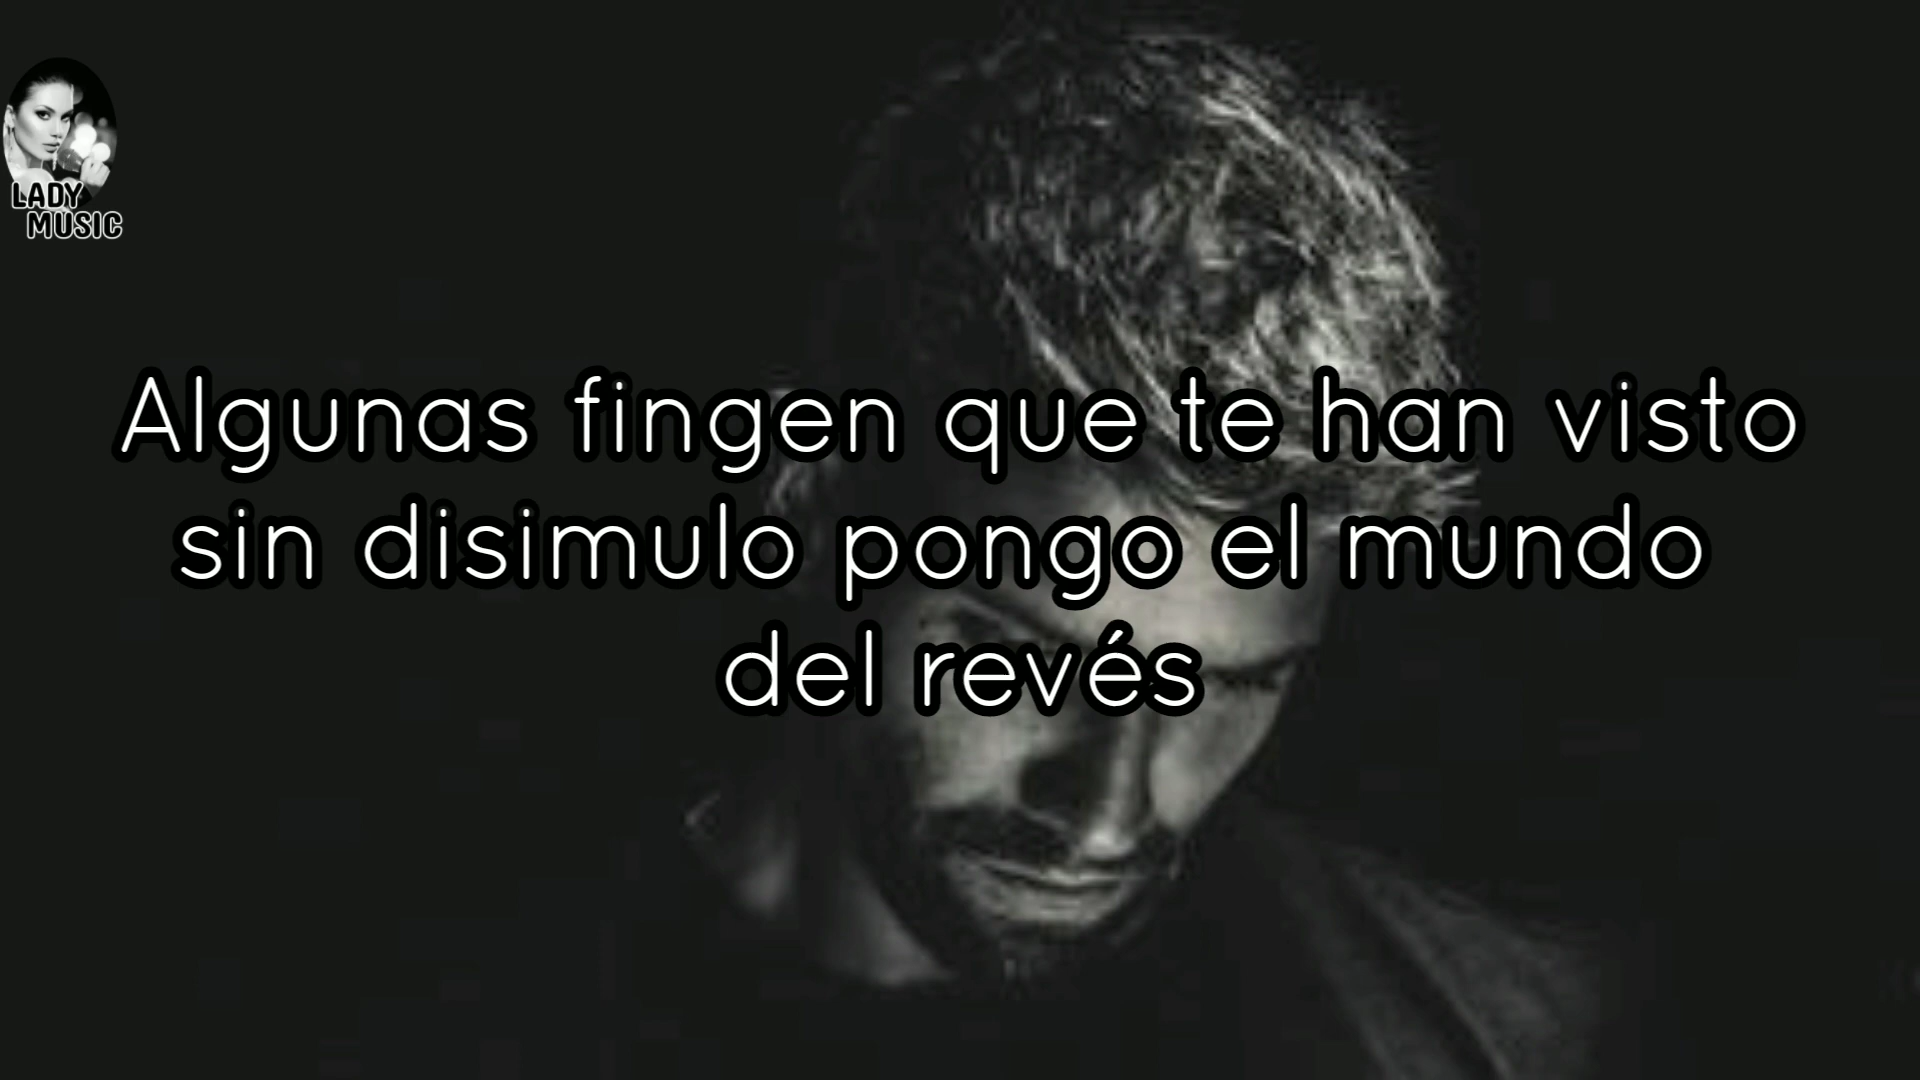 LADY
MUSIC
Algunas fingen que te han visto
sin disimulo pongo el mundo
del revés